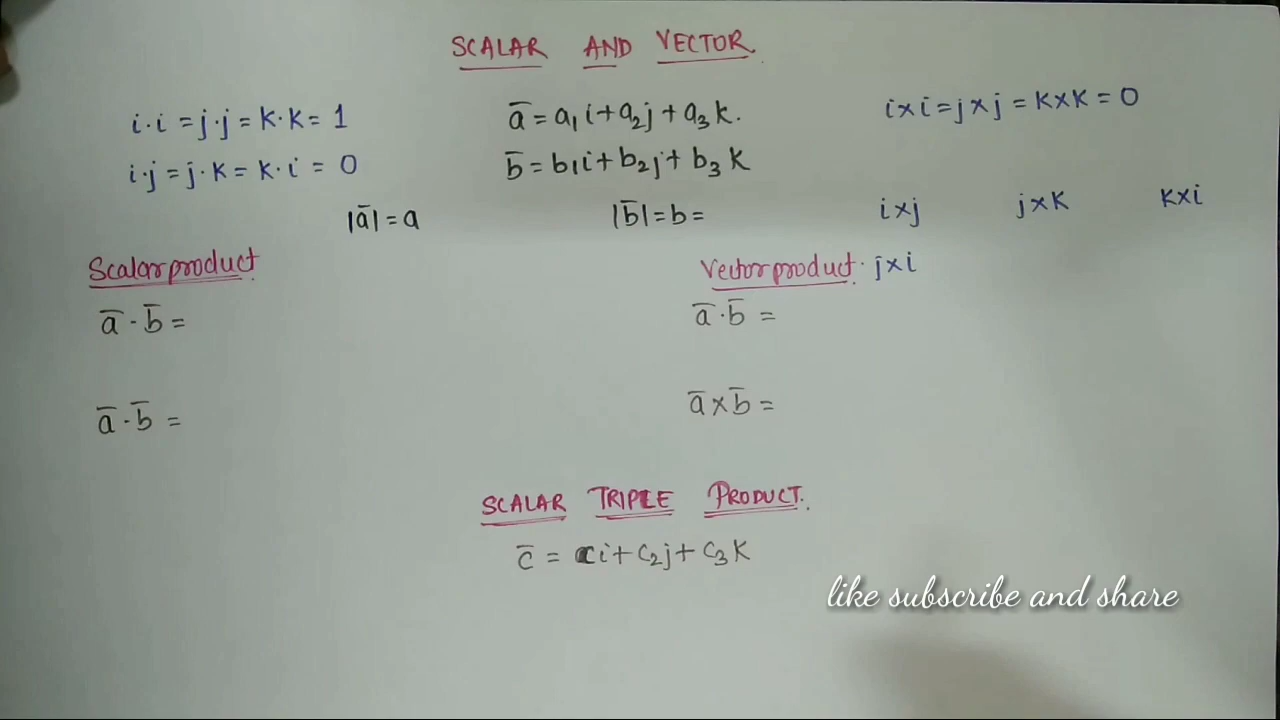 SCALAR AND VECTOR
i·i = j·j = k·k = 1
i·j = j·k = k·i = 0
a̅ = a₁i + a₂j + a₃k.
b̅ = b₁i + b₂j + b₃k
i×i = j×j = k×k = 0
|a̅| = a
|b̅| = b =
i×j j×k k×i
Scalar product
a̅·b̅ =
a̅·b̅ =
Vector product· j×i
a̅·b̅ =
a̅×b̅ =
SCALAR TRIPLE PRODUCT.
c̅ = ci + c₂j + c₃k
like subscribe and share